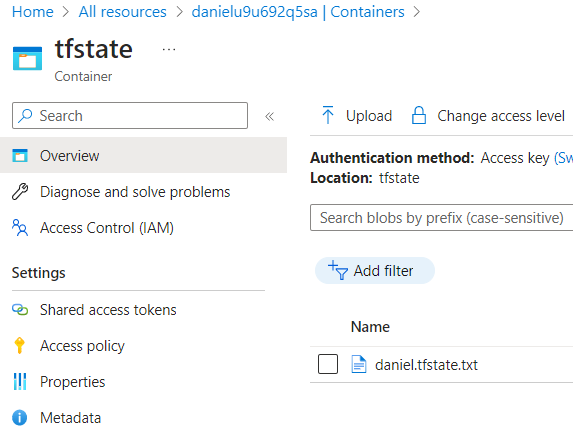 Home > All resources > danielu9u692q5sa | Containers >
tfstate ...
Container
Search
«
Overview
Diagnose and solve problems
Access Control (IAM)
Settings
Shared access tokens
Access policy
Properties
Metadata
Upload Change access level
Authentication method: Access key (Sw
Location: tfstate
Search blobs by prefix (case-sensitive)
Add filter
Name
daniel.tfstate.txt